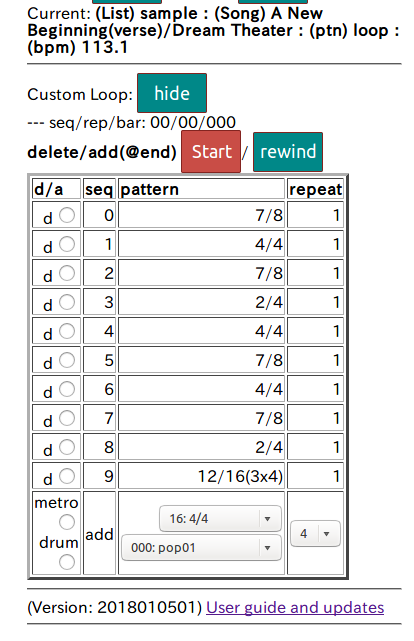 Current: (List) sample : (Song) A New
Beginning(verse)/Dream Theater : (ptn) loop :
(bpm) 113.1
Custom Loop: hide
--- seq/rep/bar: 00/00/000
delete/add(@end) Start / rewind
d/a seq pattern repeat
d 0 7/8 1
d 1 4/4 1
d 2 7/8 1
d 3 2/4 1
d 4 4/4 1
d 5 7/8 1
d 6 4/4 1
d 7 7/8 1
d 8 2/4 1
d 9 12/16(3x4) 1
metro
16: 4/4
add 4
drum
000: pop01
(Version: 2018010501) User guide and updates